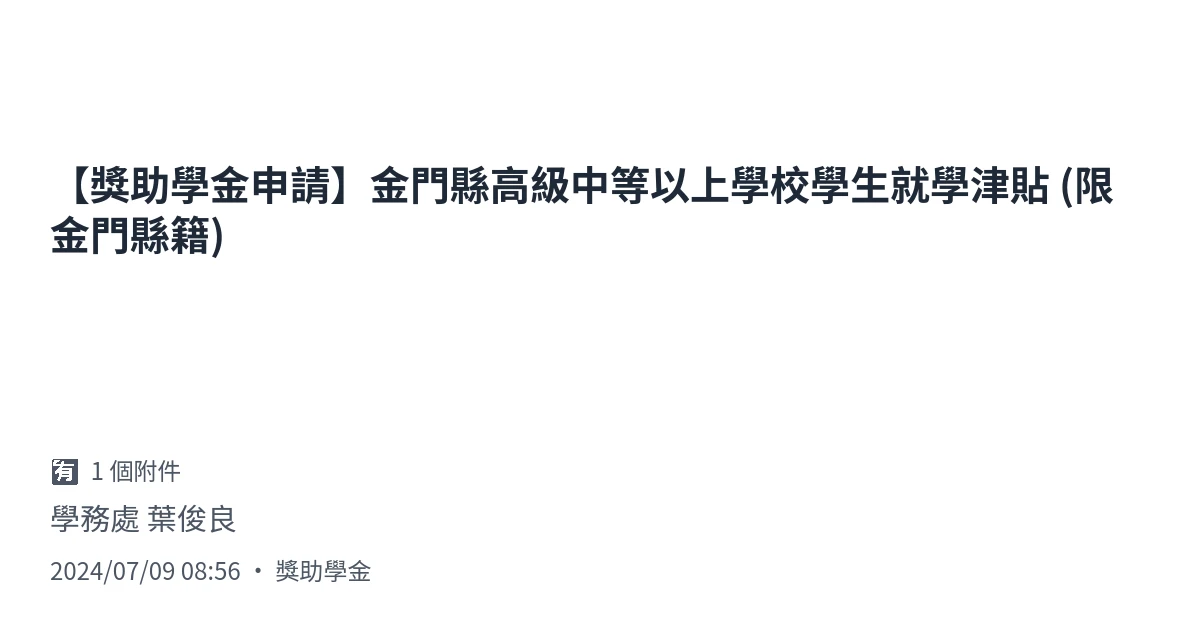 【獎助學金申請】金門縣高級中等以上學校學生就學津貼 (限
金門縣籍)
有 1 個附件
學務處 葉俊良
2024/07/09 08:56 • 獎助學金